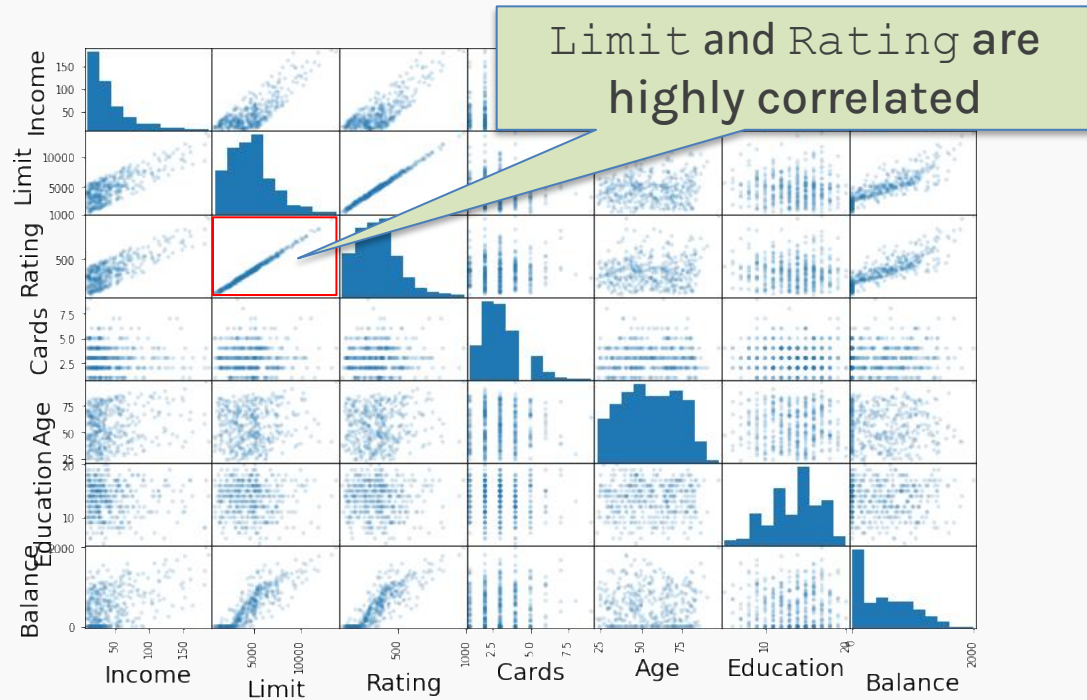 Limit and Rating are
highly correlated
Income
150
100
50
Limit
10000
5000
Rating
1000
500
Cards
7.5
5.0
2.5
Age
75
50
25
Education
20
10
Balance
2000
0
50
100
150
5000
10000
500
1000
2.5
5.0
7.5
25
50
75
10
20
0
2000
Income
Limit
Rating
Cards
Age
Education
Balance